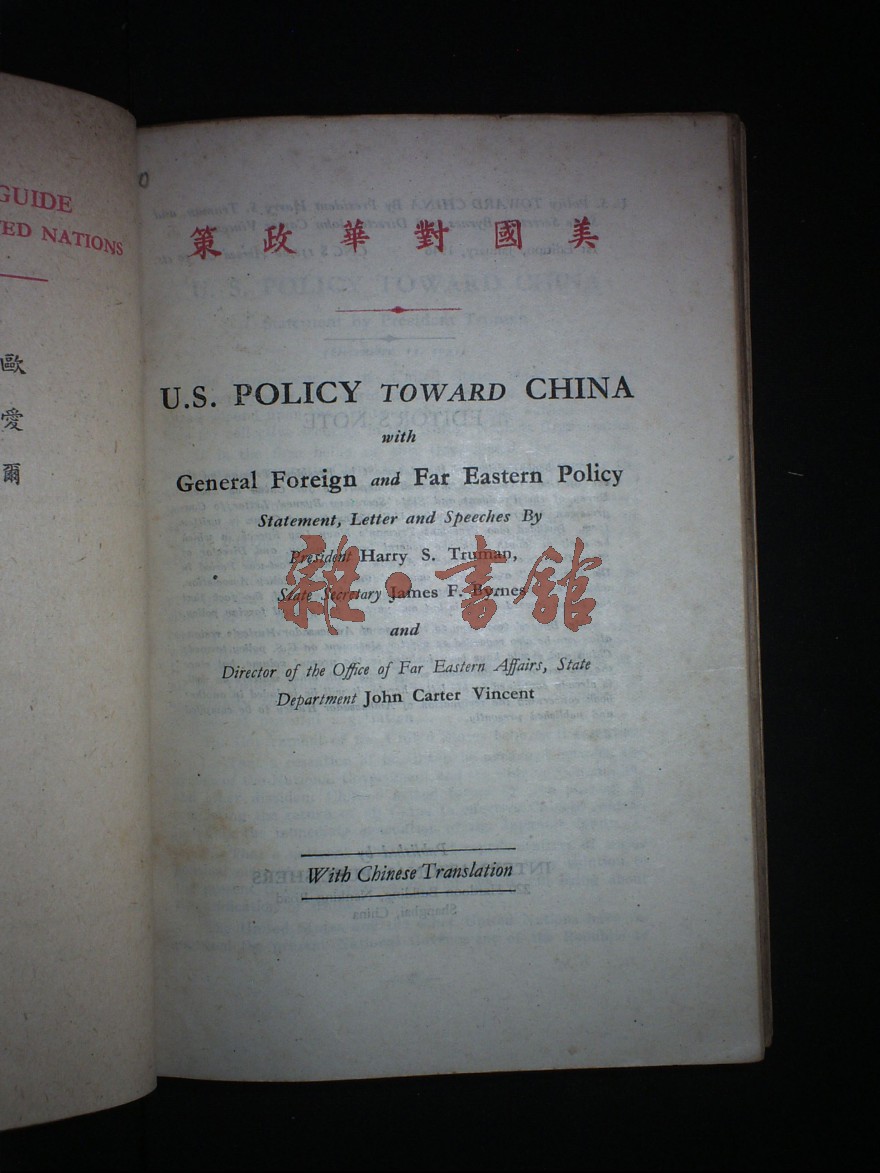 GUIDE
TED NATIONS
歐
愛
爾
美國對華政策
U.S. POLICY TOWARD CHINA
with
General Foreign and Far Eastern Policy
Statement, Letter and Speeches By
President Harry S. Truman,
State Secretary James F. Byrnes
and
Director of the Office of Far Eastern Affairs, State
Department John Carter Vincent
With Chinese Translation
雜·書館